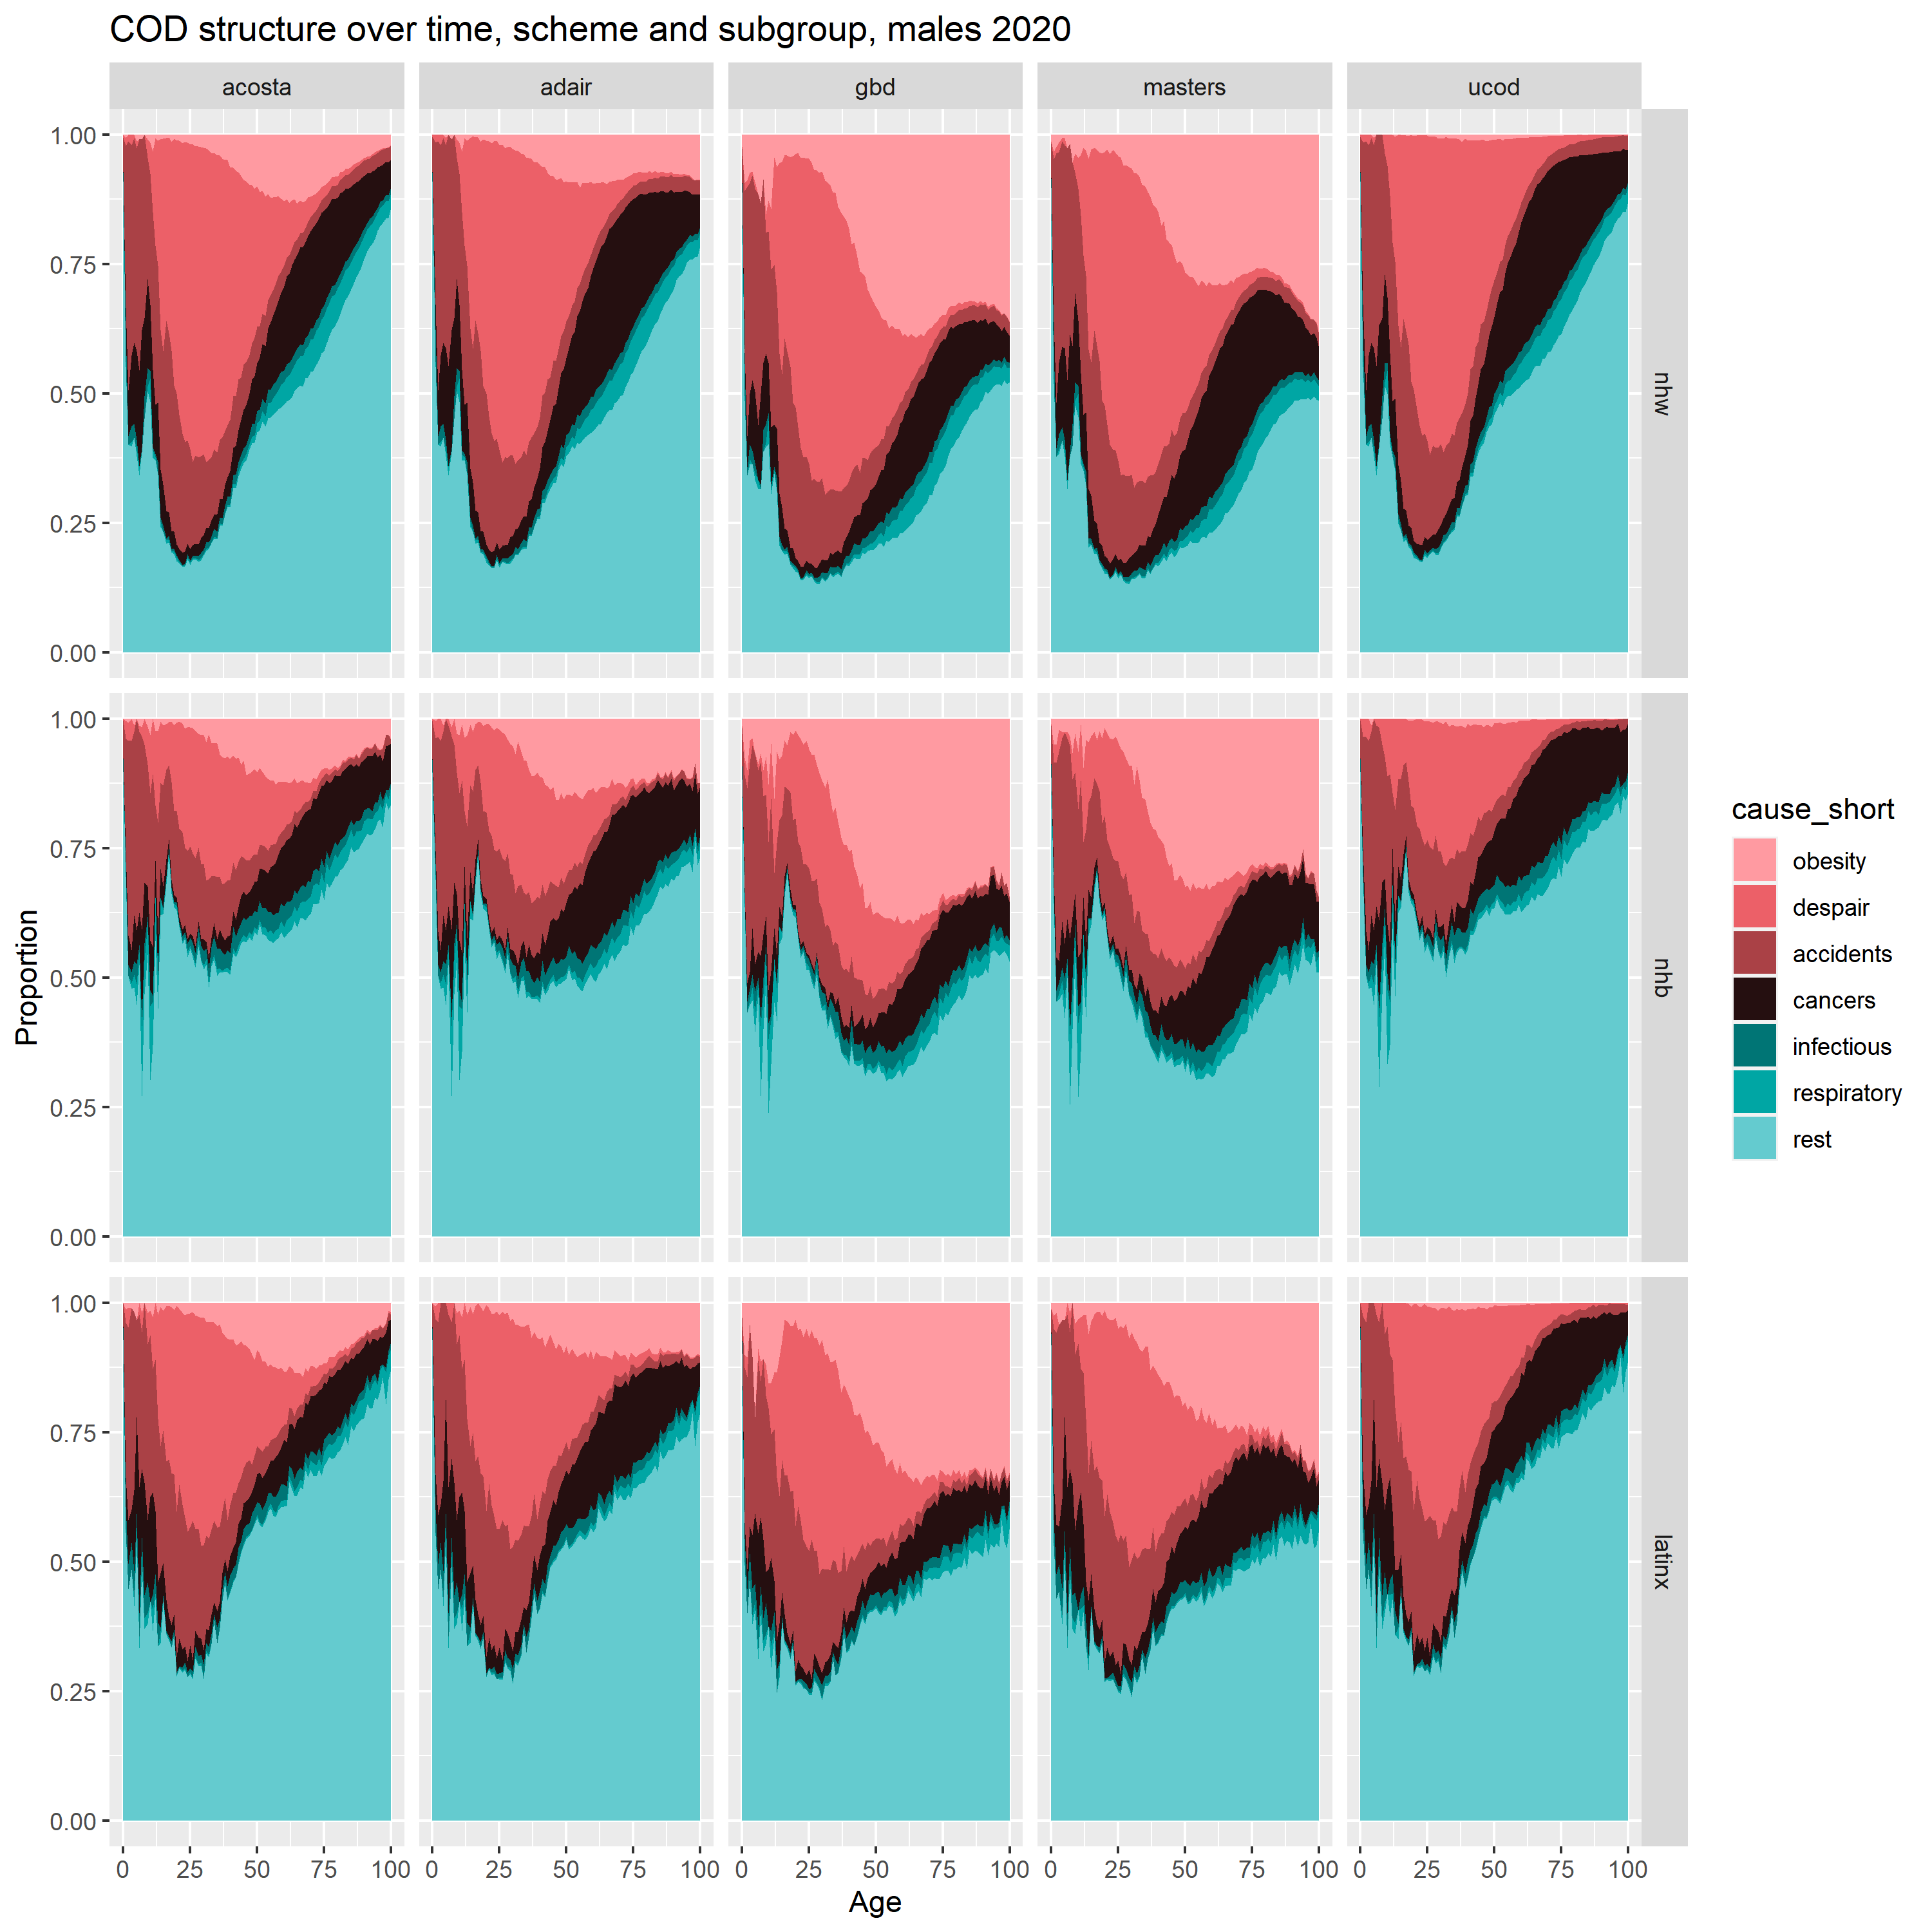 COD structure over time, scheme and subgroup, males 2020
acosta
adair
gbd
masters
ucod
1.00
0.75
0.50
0.25
0.00
nhw
1.00
0.75
0.50
0.25
0.00
nhb
1.00
0.75
0.50
0.25
0.00
latinx
Proportion
0 25 50 75 100
0 25 50 75 100
0 25 50 75 100
0 25 50 75 100
0 25 50 75 100
Age
cause_short
obesity
despair
accidents
cancers
infectious
respiratory
rest